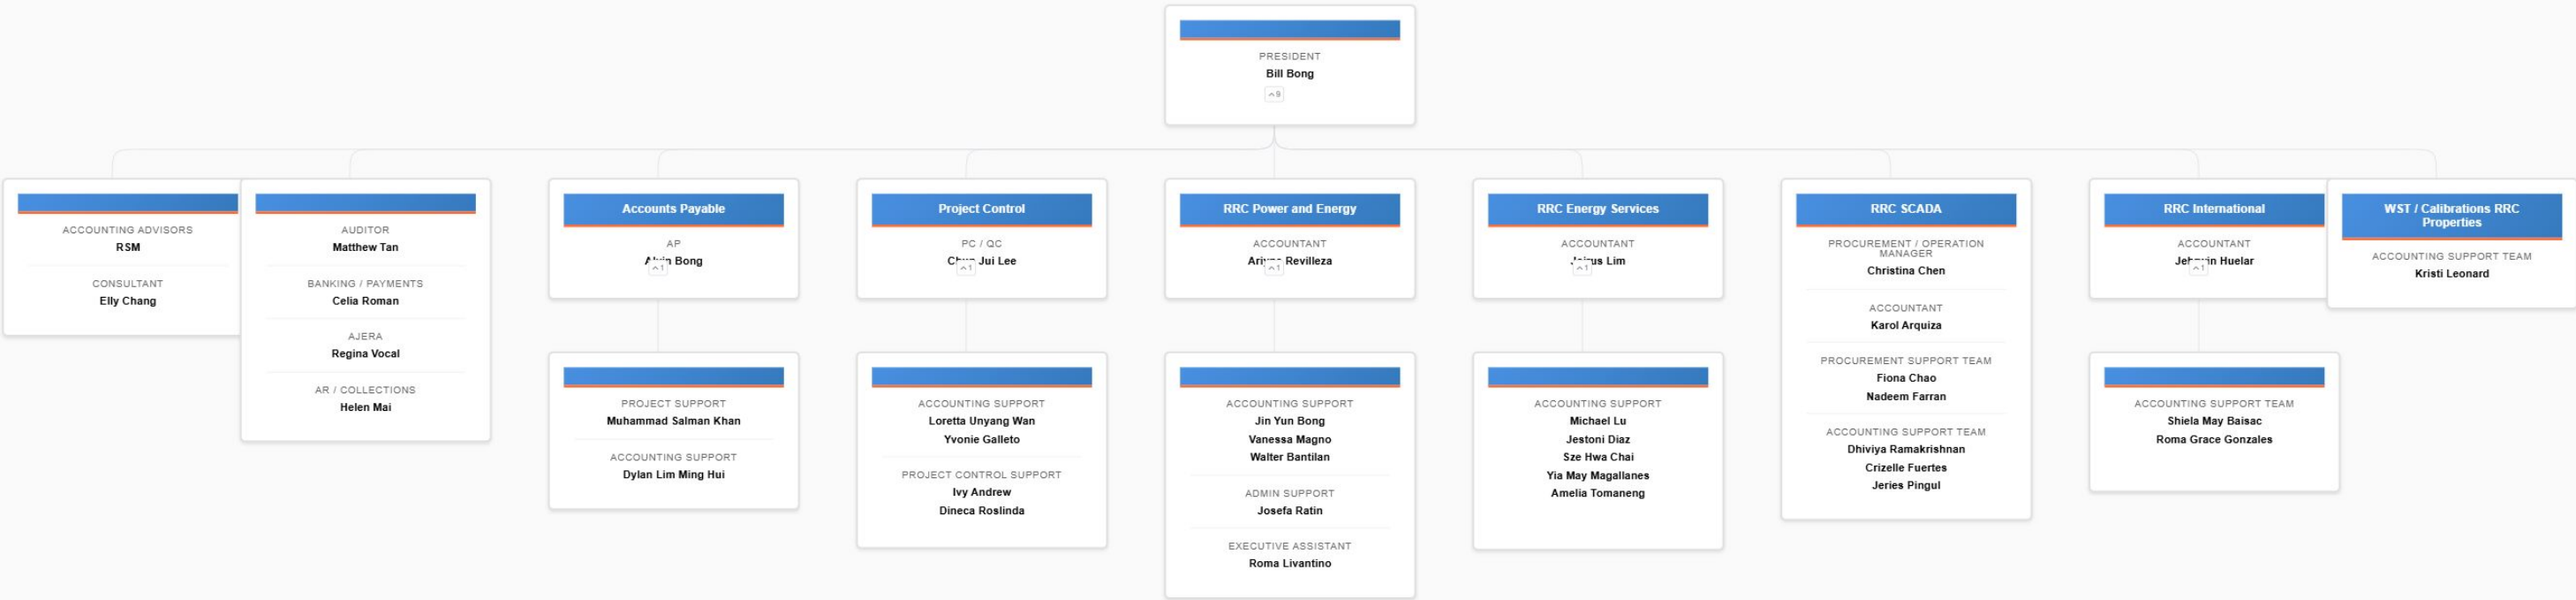 PRESIDENT
Bill Bong
9
ACCOUNTING ADVISORS
RSM
CONSULTANT
Elly Chang
AUDITOR
Matthew Tan
BANKING / PAYMENTS
Celia Roman
AJERA
Regina Vocal
AR / COLLECTIONS
Helen Mai
Accounts Payable
AP
Bong
1
PROJECT SUPPORT
Muhammad Salman Khan
ACCOUNTING SUPPORT
Dylan Lim Ming Hui
Project Control
PC / QC
Jui Lee
1
ACCOUNTING SUPPORT
Loretta Unyang Wan
Yvonie Galleto
PROJECT CONTROL SUPPORT
Ivy Andrew
Dineca Roslinda
RRC Power and Energy
ACCOUNTANT
Revilleza
1
ACCOUNTING SUPPORT
Jin Yun Bong
Vanessa Magno
Walter Bantilan
ADMIN SUPPORT
Josefa Ratin
EXECUTIVE ASSISTANT
Roma Livantino
RRC Energy Services
ACCOUNTANT
Lim
1
ACCOUNTING SUPPORT
Michael Lu
Jestoni Diaz
Sze Hwa Chai
Yia May Magallanes
Amelia Tomaneng
RRC SCADA
PROCUREMENT / OPERATION
MANAGER
Christina Chen
ACCOUNTANT
Karol Arquiza
PROCUREMENT SUPPORT TEAM
Fiona Chao
Nadeem Farran
ACCOUNTING SUPPORT TEAM
Dhiviya Ramakrishnan
Crizelle Fuertes
Jeries Pingul
RRC International
ACCOUNTANT
Huelar
1
ACCOUNTING SUPPORT TEAM
Shiela May Baisac
Roma Grace Gonzales
WST / Calibrations RRC
Properties
ACCOUNTING SUPPORT TEAM
Kristi Leonard